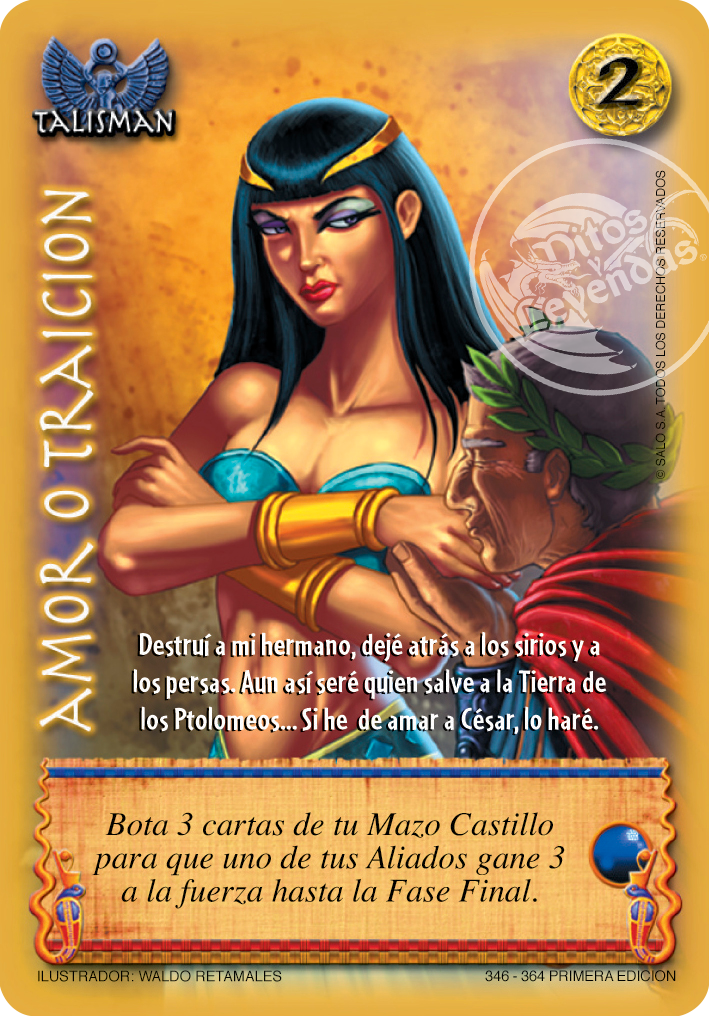 TALISMAN
2
AMOR O TRAICION
Mitos
y
Leyendas
© SALO S.A. TODOS LOS DERECHOS RESERVADOS
Destruí a mi hermano, dejé atrás a los sirios y a
los persas. Aun así seré quien salve a la Tierra de
los Ptolomeos... Si he de amar a César, lo haré.
Bota 3 cartas de tu Mazo Castillo
para que uno de tus Aliados gane 3
a la fuerza hasta la Fase Final.
ILUSTRADOR: WALDO RETAMALES
346 - 364 PRIMERA EDICION